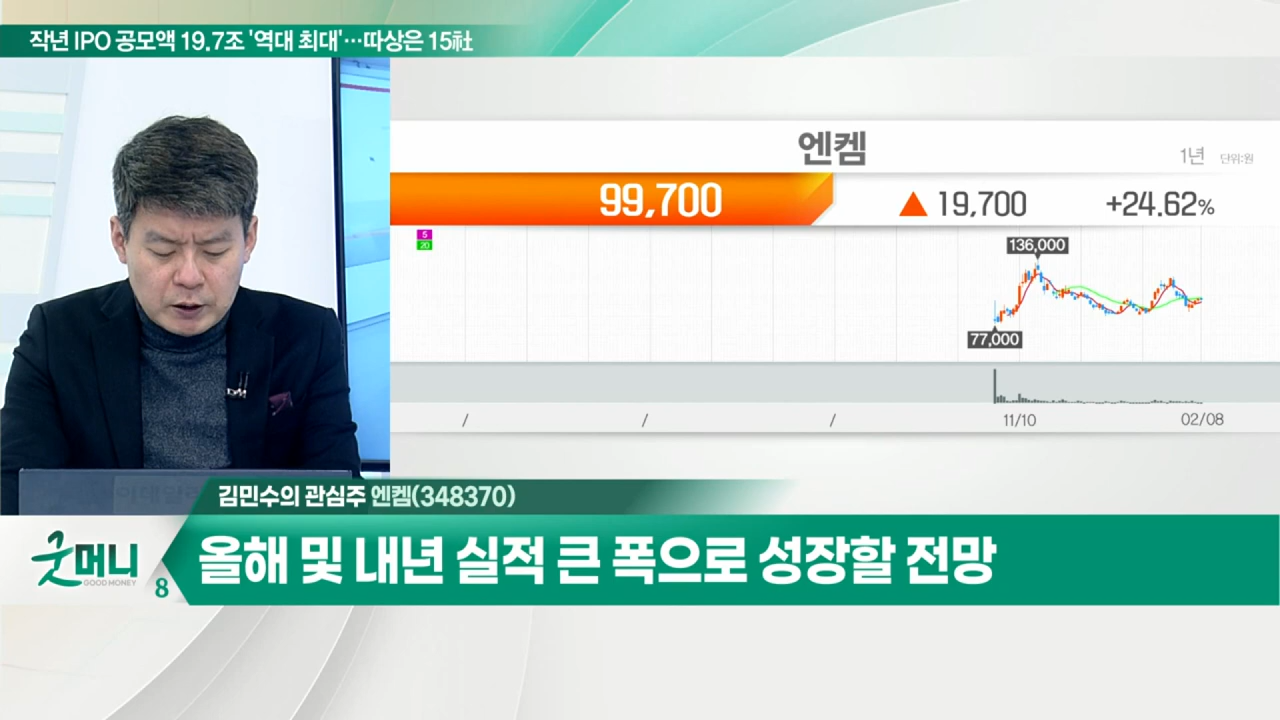 작년 IPO 공모액 19.7조 '역대 최대'…따상은 15社
엔켐
1년 단위:원
99,700
▲ 19,700 +24.62%
5
20
136,000
77,000
/ / / 11/10 02/08
김민수의 관심주 엔켐(348370)
굿머니
GOOD MONEY
8
올해 및 내년 실적 큰 폭으로 성장할 전망